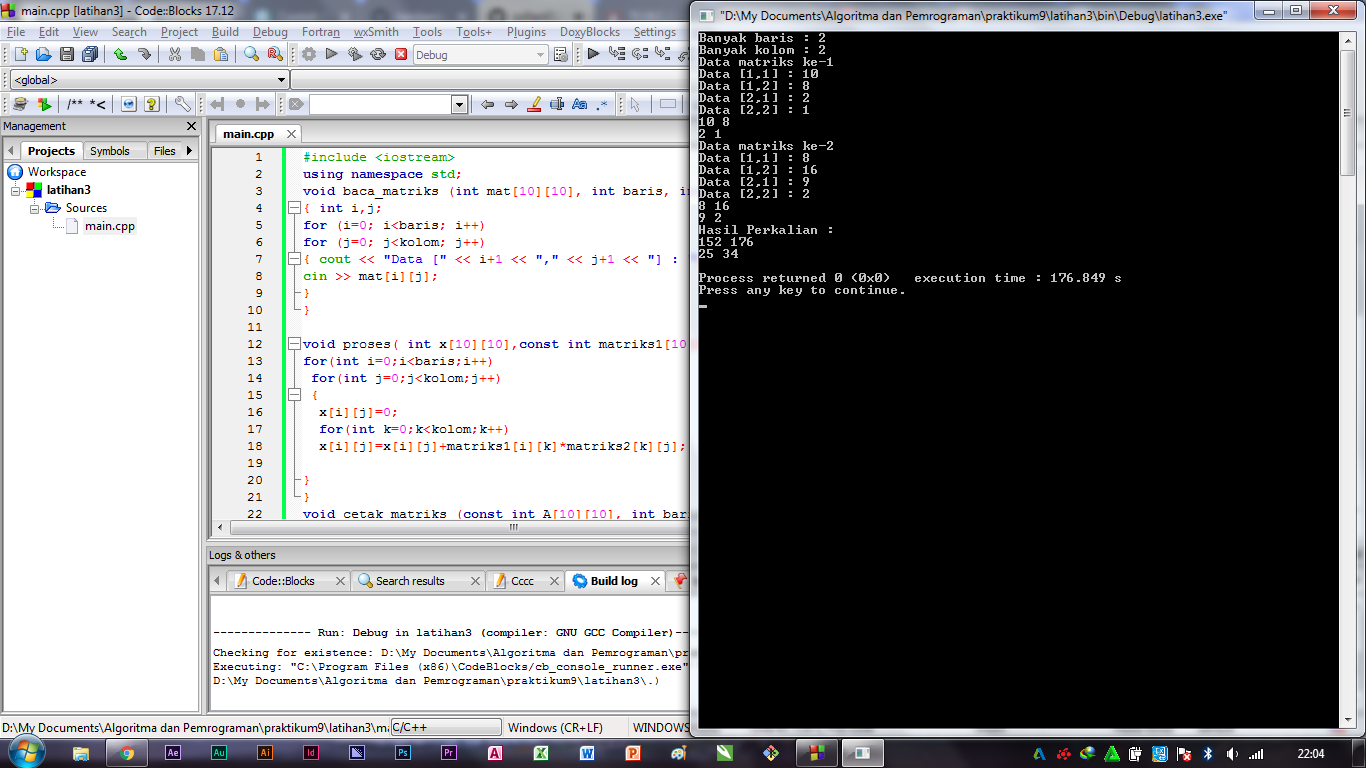 main.cpp [latihan3] - Code::Blocks 17.12
File Edit View Search Project Build Debug Fortran wxSmith Tools Tools+ Plugins DoxyBlocks Settings
Debug
<global>
/** *<
Aa .*
Management
Projects Symbols Files
Workspace
latihan3
Sources
main.cpp
main.cpp
1 #include <iostream>
2 using namespace std;
3 void baca_matriks (int mat[10][10], int baris, in
4 { int i,j;
5 for (i=0; i<baris; i++)
6 for (j=0; j<kolom; j++)
7 { cout << "Data [" << i+1 << "," << j+1 << "] :
8 cin >> mat[i][j];
9 }
10 }
11
12 void proses( int x[10][10],const int matriks1[10
13 for(int i=0;i<baris;i++)
14 for(int j=0;j<kolom;j++)
15 {
16 x[i][j]=0;
17 for(int k=0;k<kolom;k++)
18 x[i][j]=x[i][j]+matriks1[i][k]*matriks2[k][j];
19
20 }
21 }
22 void cetak_matriks (const int A[10][10], int bari
Logs & others
Code::Blocks Search results Cccc Build log
-------------- Run: Debug in latihan3 (compiler: GNU GCC Compiler)--
Checking for existence: D:\My Documents\Algoritma dan Pemrograman\pr
Executing: "C:\Program Files (x86)\CodeBlocks/cb_console_runner.exe"
D:\My Documents\Algoritma dan Pemrograman\praktikum9\latihan3\.)
D:\My Documents\Algoritma dan Pemrograman\praktikum9\latihan3\ma C/C++ Windows (CR+LF) WINDOWS
"D:\My Documents\Algoritma dan Pemrograman\praktikum9\latihan3\bin\Debug\latihan3.exe"
Banyak baris : 2
Banyak kolom : 2
Data matriks ke-1
Data [1,1] : 10
Data [1,2] : 8
Data [2,1] : 2
Data [2,2] : 1
10 8
2 1
Data matriks ke-2
Data [1,1] : 8
Data [1,2] : 16
Data [2,1] : 9
Data [2,2] : 2
8 16
9 2
Hasil Perkalian :
152 176
25 34
Process returned 0 (0x0) execution time : 176.849 s
Press any key to continue.
Ae Au Ai Id Ps Pr A X W P
22:04